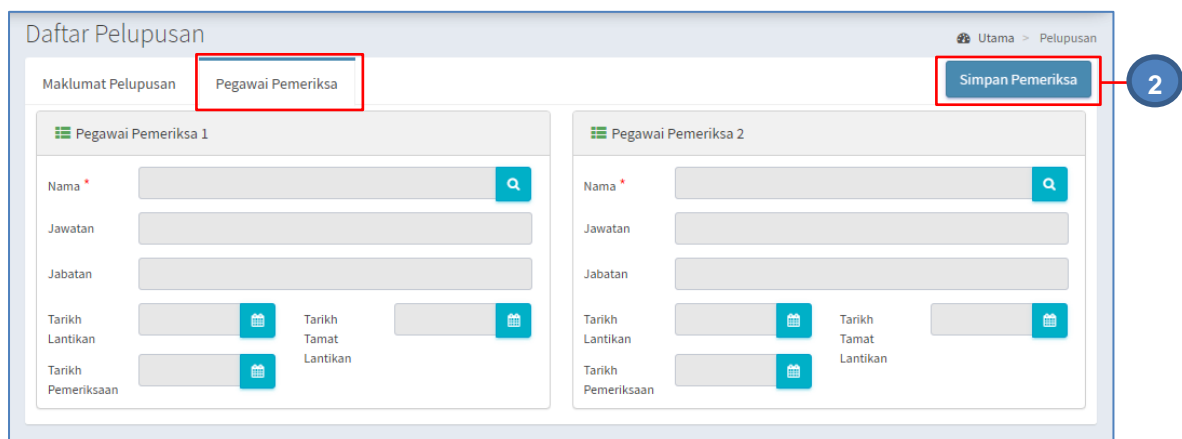 Daftar Pelupusan
Utama > Pelupusan
Maklumat Pelupusan
Pegawai Pemeriksa
Simpan Pemeriksa
2
Pegawai Pemeriksa 1
Nama *
Jawatan
Jabatan
Tarikh
Lantikan
Tarikh
Tamat
Lantikan
Tarikh
Pemeriksaan
Pegawai Pemeriksa 2
Nama *
Jawatan
Jabatan
Tarikh
Lantikan
Tarikh
Tamat
Lantikan
Tarikh
Pemeriksaan